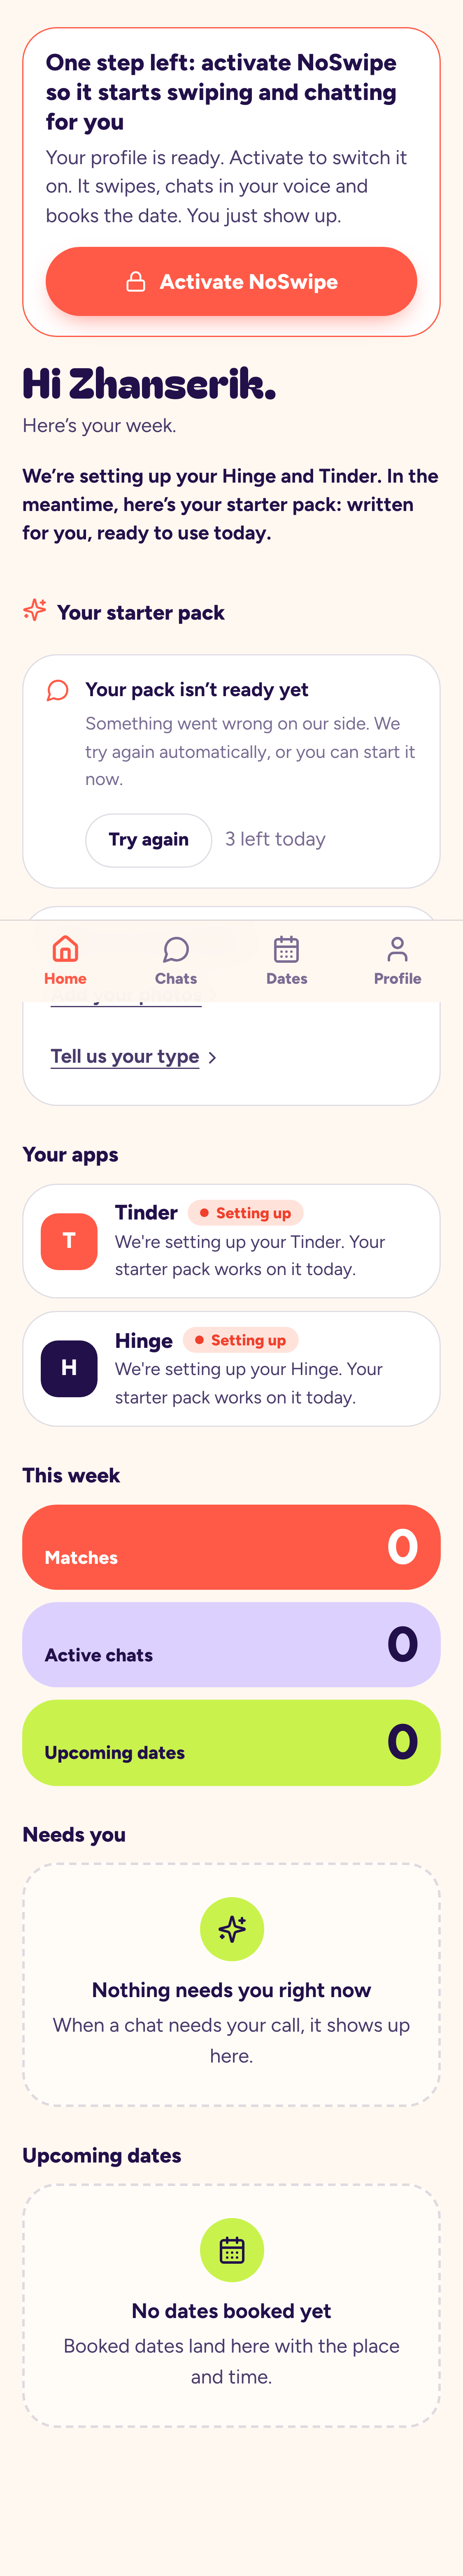 One step left: activate NoSwipe
so it starts swiping and chatting
for you
Your profile is ready. Activate to switch it
on. It swipes, chats in your voice and
books the date. You just show up.
Activate NoSwipe
Hi Zhanserik.
Here's your week.
We're setting up your Hinge and Tinder. In the
meantime, here's your starter pack: written
for you, ready to use today.
Your starter pack
Your pack isn't ready yet
Something went wrong on our side. We
try again automatically, or you can start it
now.
Try again
3 left today
Home
Chats
Dates
Profile
Tell us your type
Your apps
T
Tinder
Setting up
We're setting up your Tinder. Your
starter pack works on it today.
H
Hinge
Setting up
We're setting up your Hinge. Your
starter pack works on it today.
This week
Matches
0
Active chats
0
Upcoming dates
0
Needs you
Nothing needs you right now
When a chat needs your call, it shows up
here.
Upcoming dates
No dates booked yet
Booked dates land here with the place
and time.